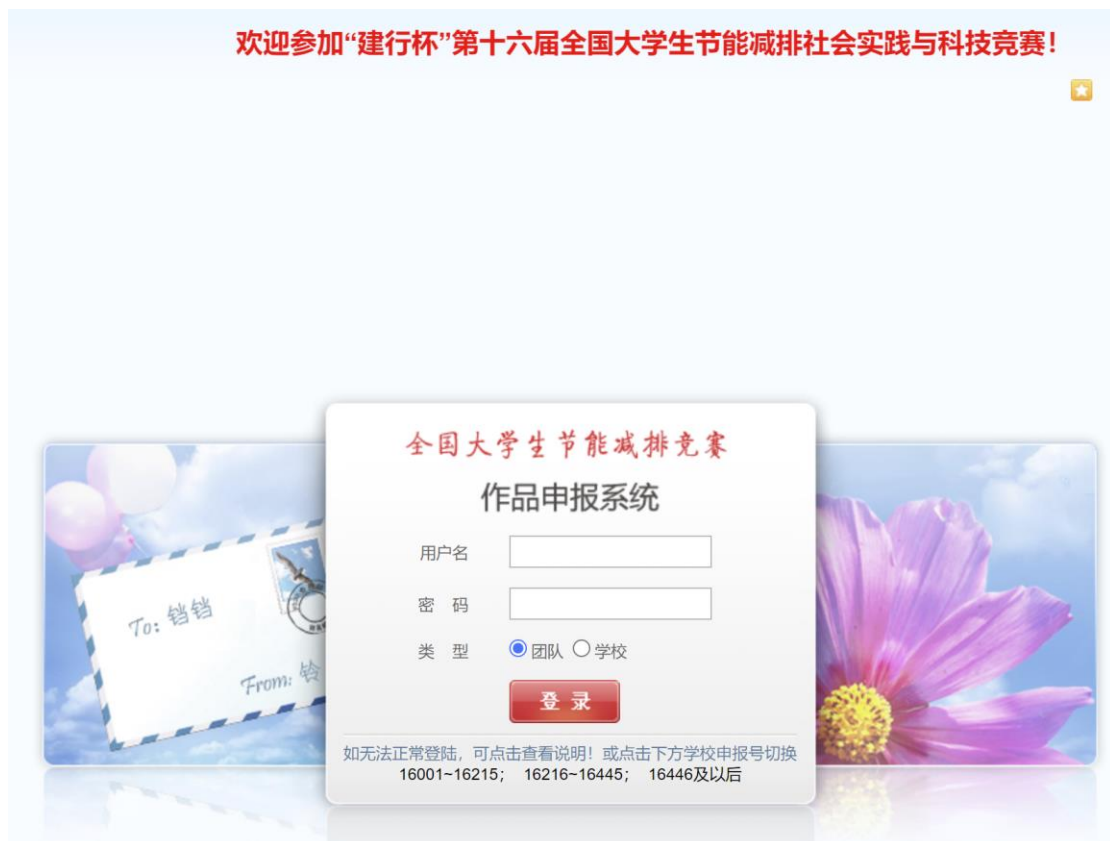 欢迎参加“建行杯”第十六届全国大学生节能减排社会实践与科技竞赛！
全国大学生节能减排竞赛
作品申报系统
用户名
密 码
类 型 团队 学校
登 录
To: 铛铛
From: 铃
如无法正常登陆，可点击查看说明！或点击下方学校申报号切换
16001~16215； 16216~16445； 16446及以后